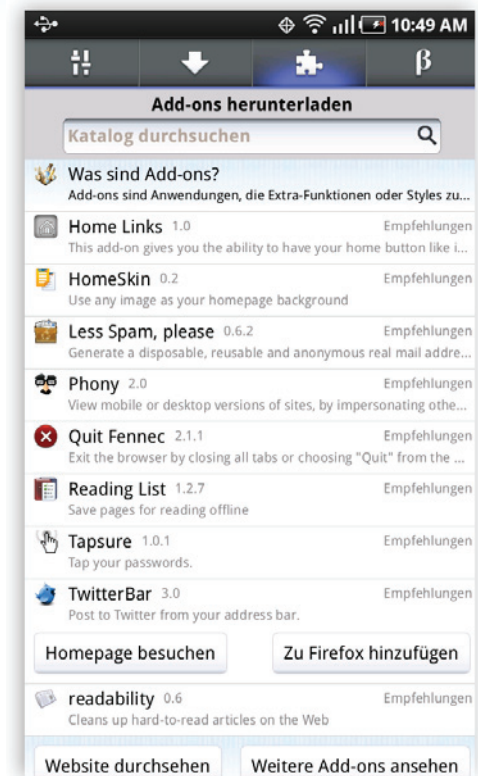 10:49 AM
β
Add-ons herunterladen
Katalog durchsuchen
Was sind Add-ons?
Add-ons sind Anwendungen, die Extra-Funktionen oder Styles zu...
Home Links 1.0 Empfehlungen
This add-on gives you the ability to have your home button like i...
HomeSkin 0.2 Empfehlungen
Use any image as your homepage background
Less Spam, please 0.6.2 Empfehlungen
Generate a disposable, reusable and anonymous real mail addre...
Phony 2.0 Empfehlungen
View mobile or desktop versions of sites, by impersonating othe...
Quit Fennec 2.1.1 Empfehlungen
Exit the browser by closing all tabs or choosing "Quit" from the ...
Reading List 1.2.7 Empfehlungen
Save pages for reading offline
Tapsure 1.0.1 Empfehlungen
Tap your passwords.
TwitterBar 3.0 Empfehlungen
Post to Twitter from your address bar.
Homepage besuchen Zu Firefox hinzufügen
readability 0.6 Empfehlungen
Cleans up hard-to-read articles on the Web
Website durchsehen Weitere Add-ons ansehen